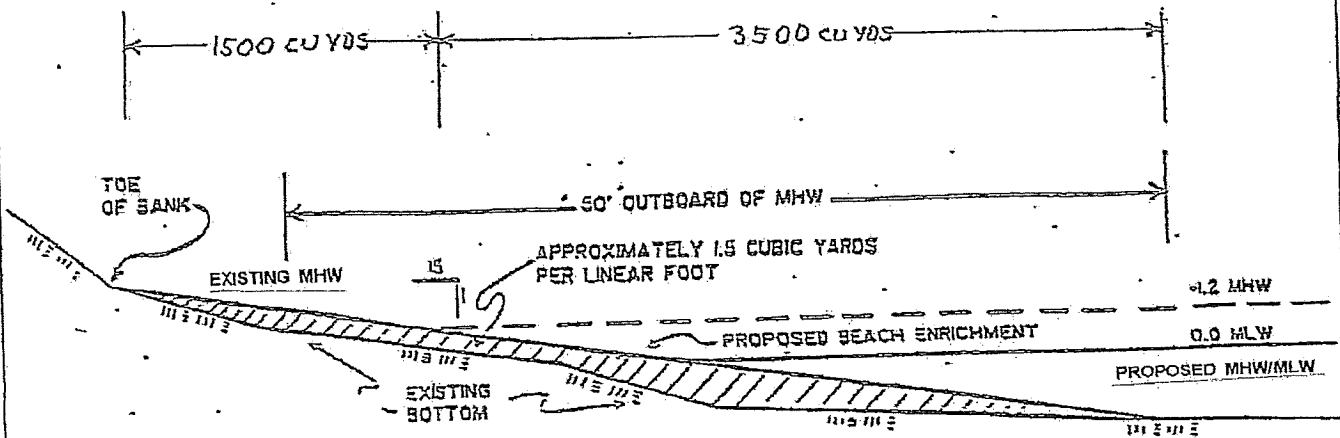 1500 CU YDS
3500 CU YDS
TOE
OF BANK
50' OUTBOARD OF MHW
EXISTING MHW
15
1
APPROXIMATELY 1.5 CUBIC YARDS
PER LINEAR FOOT
1.2 MHW
PROPOSED BEACH ENRICHMENT
0.0 MLW
PROPOSED MHW/MLW
EXISTING
BOTTOM